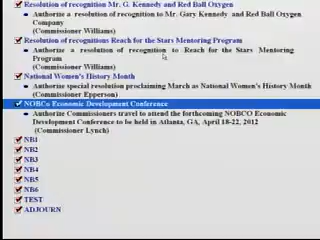 Resolution of recognition Mr. G. Kennedy and Red Ball Oxygen
Authorize a resolution of recognition to Mr. Gary Kennedy and Red Ball Oxygen
Company
(Commissioner Williams)
Resolution of recognitions Reach for the Stars Mentoring Program
Authorize a resolution of recognition to Reach for the Stars Mentoring
Program
(Commissioner Williams)
National Women's History Month
Authorize special resolution proclaiming March as National Women's History Month
(Commissioner Epperson)
NOBCo Economic Development Conference
Authorize Commissioners travel to attend the forthcoming NOBCO Economic
Development Conference to be held in Atlanta, GA, April 18-22, 2012
(Commissioner Lynch)
NB1
NB2
NB3
NB4
NB5
NB6
TEST
ADJOURN